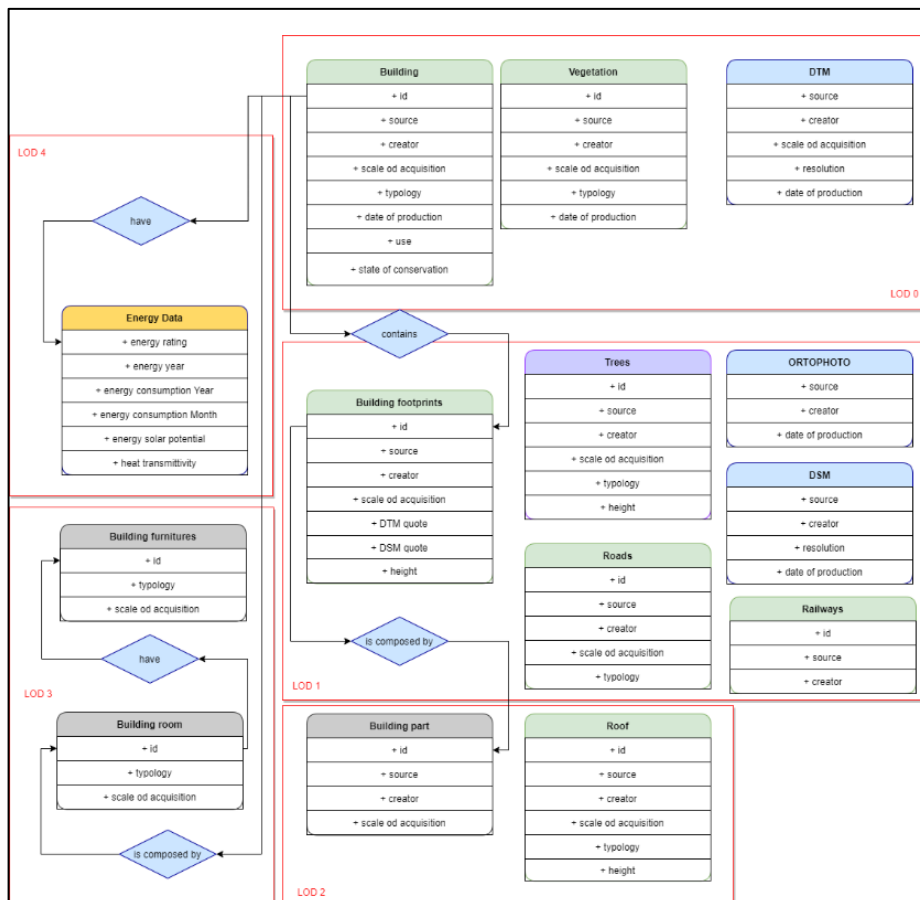 Building
+ id
+ source
+ creator
+ scale od acquisition
+ typology
+ date of production
+ use
+ state of conservation
Vegetation
+ id
+ source
+ creator
+ scale od acquisition
+ typology
+ date of production
DTM
+ source
+ creator
+ scale od acquisition
+ resolution
+ date of production
LOD 0
LOD 4
have
Energy Data
+ energy rating
+ energy year
+ energy consumption Year
+ energy consumption Month
+ energy solar potential
+ heat transmittivity
contains
Building footprints
+ id
+ source
+ creator
+ scale od acquisition
+ DTM quote
+ DSM quote
+ height
Trees
+ id
+ source
+ creator
+ scale od acquisition
+ typology
+ height
ORTOPHOTO
+ source
+ creator
+ date of production
DSM
+ source
+ creator
+ resolution
+ date of production
Roads
+ id
+ source
+ creator
+ scale od acquisition
+ typology
Railways
+ id
+ source
+ creator
is composed by
LOD 1
Building furnitures
+ id
+ typology
+ scale od acquisition
have
LOD 3
Building room
+ id
+ typology
+ scale od acquisition
is composed by
Building part
+ id
+ source
+ creator
+ scale od acquisition
Roof
+ id
+ source
+ creator
+ scale od acquisition
+ typology
+ height
LOD 2